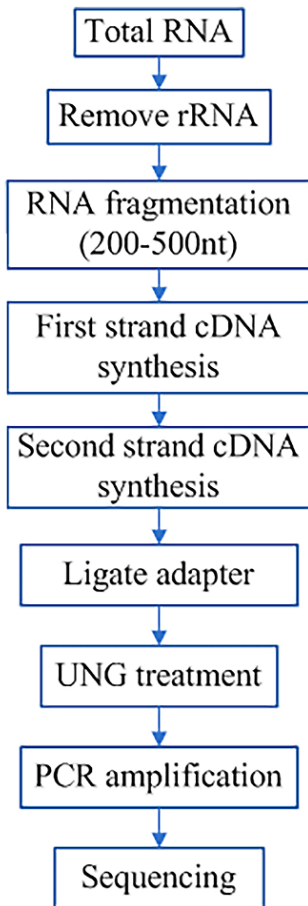 Total RNA
Remove rRNA
RNA fragmentation
(200-500nt)
First strand cDNA
synthesis
Second strand cDNA
synthesis
Ligate adapter
UNG treatment
PCR amplification
Sequencing